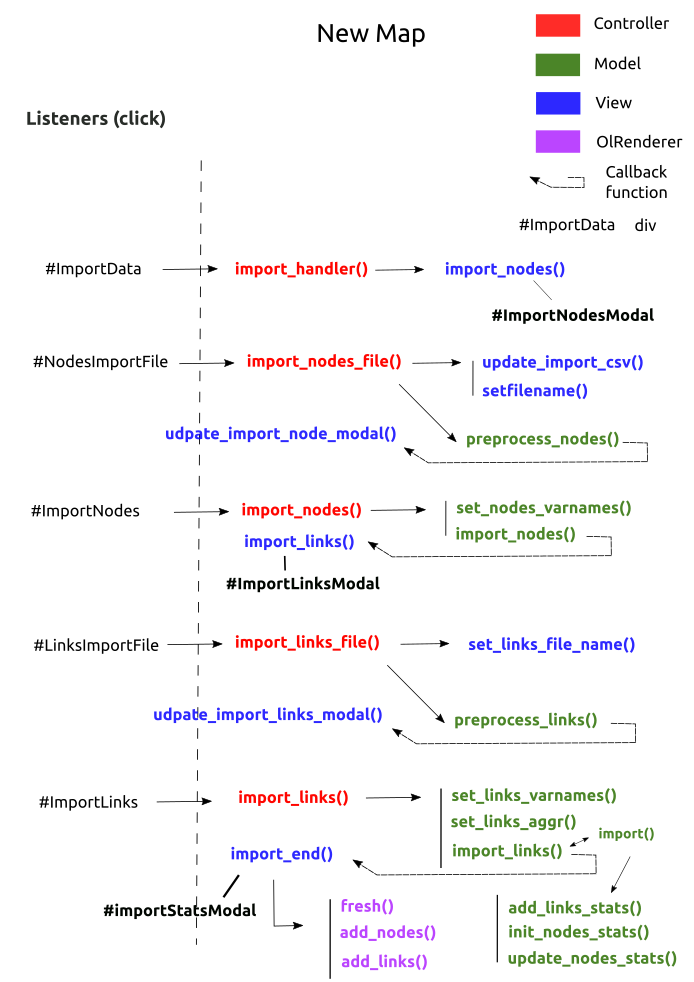 New Map
Controller
Model
View
OlRenderer
Callback
function
#ImportData div
Listeners (click)
#ImportData import_handler() import_nodes()
#ImportNodesModal
#NodesImportFile import_nodes_file() update_import_csv()
setfilename()
udpate_import_node_modal() preprocess_nodes()
#ImportNodes import_nodes() set_nodes_varnames()
import_links() import_nodes()
#ImportLinksModal
#LinksImportFile import_links_file() set_links_file_name()
udpate_import_links_modal() preprocess_links()
#ImportLinks import_links() set_links_varnames()
set_links_aggr() import()
import_end() import_links()
#importStatsModal
fresh() add_links_stats()
add_nodes() init_nodes_stats()
add_links() update_nodes_stats()